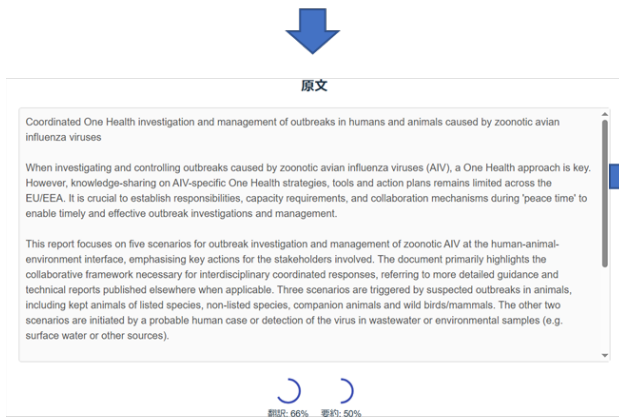 原文
Coordinated One Health investigation and management of outbreaks in humans and animals caused by zoonotic avian
influenza viruses
When investigating and controlling outbreaks caused by zoonotic avian influenza viruses (AIV), a One Health approach is key.
However, knowledge-sharing on AIV-specific One Health strategies, tools and action plans remains limited across the
EU/EEA. It is crucial to establish responsibilities, capacity requirements, and collaboration mechanisms during 'peace time' to
enable timely and effective outbreak investigations and management.
This report focuses on five scenarios for outbreak investigation and management of zoonotic AIV at the human-animal-
environment interface, emphasising key actions for the stakeholders involved. The document primarily highlights the
collaborative framework necessary for interdisciplinary coordinated responses, referring to more detailed guidance and
technical reports published elsewhere when applicable. Three scenarios are triggered by suspected outbreaks in animals,
including kept animals of listed species, non-listed species, companion animals and wild birds/mammals. The other two
scenarios are initiated by a probable human case or detection of the virus in wastewater or environmental samples (e.g.
surface water or other sources).
翻訳: 66% 要約: 50%